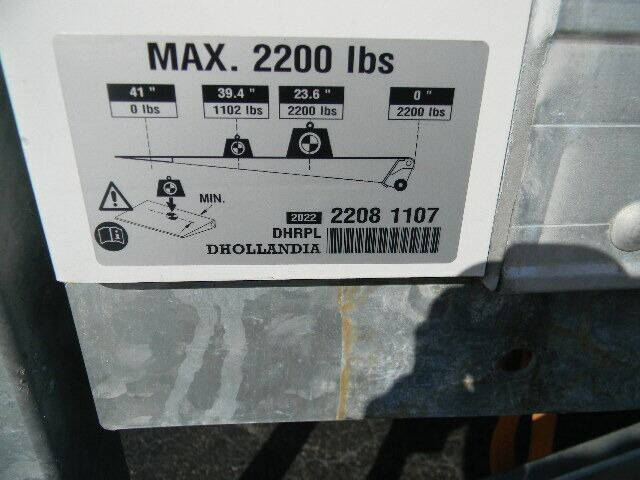 MAX. 2200 lbs
41 " 39.4 " 23.6 " 0 "
0 lbs 1102 lbs 2200 lbs 2200 lbs
MIN.
2022 2208 1107
DHRPL
DHOLLANDIA